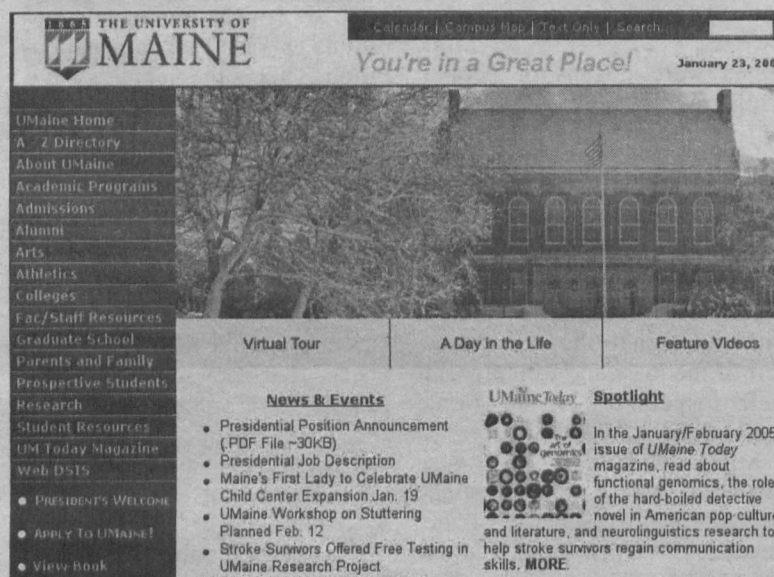 1865 THE UNIVERSITY OF
MAINE
Calendar | Campus Map | Text Only | Search
You're in a Great Place!
January 23, 200
UMaine Home
A - Z Directory
About UMaine
Academic Programs
Admissions
Alumni
Arts
Athletics
Colleges
Fac/Staff Resources
Graduate School
Parents and Family
Prospective Students
Research
Student Resources
UM Today Magazine
Web DSIS
• PRESIDENT'S WELCOME
• APPLY TO UMAINE!
• View Book
Virtual Tour
A Day in the Life
Feature Videos
News & Events
• Presidential Position Announcement
(.PDF File ~30KB)
• Presidential Job Description
• Maine's First Lady to Celebrate UMaine
Child Center Expansion Jan. 19
• UMaine Workshop on Stuttering
Planned Feb. 12
• Stroke Survivors Offered Free Testing in
UMaine Research Project
UMaine Today
The
art of
genomics
Spotlight
In the January/February 2005
issue of UMaine Today
magazine, read about
functional genomics, the role
of the hard-boiled detective
novel in American pop culture
and literature, and neurolinguistics research to
help stroke survivors regain communication
skills. MORE